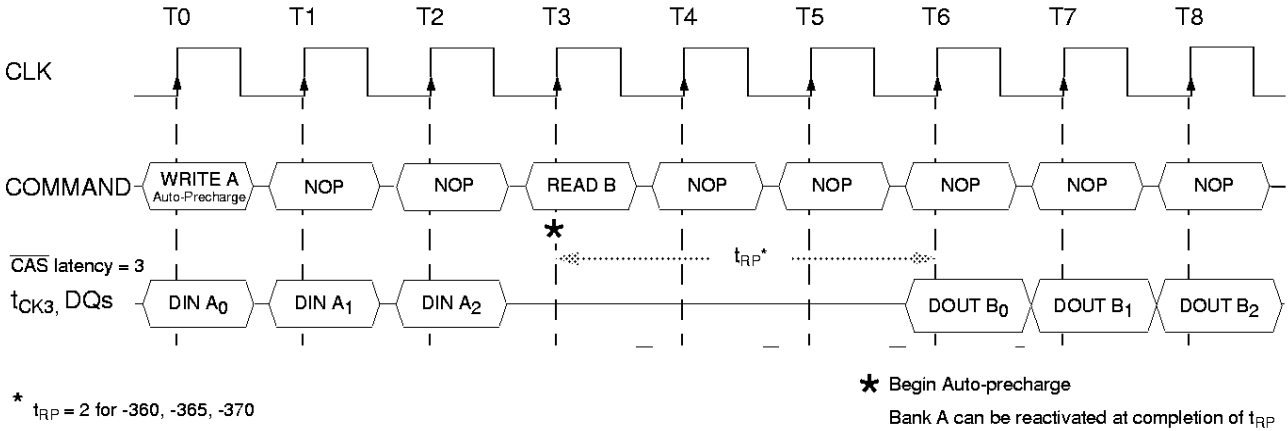 T0 T1 T2 T3 T4 T5 T6 T7 T8
CLK
COMMAND WRITE A NOP NOP READ B NOP NOP NOP NOP NOP
Auto-Precharge
*
CAS latency = 3 tRP*
tCK3, DQs DIN A0 DIN A1 DIN A2 DOUT B0 DOUT B1 DOUT B2
* Begin Auto-precharge
* tRP = 2 for -360, -365, -370
Bank A can be reactivated at completion of tRP